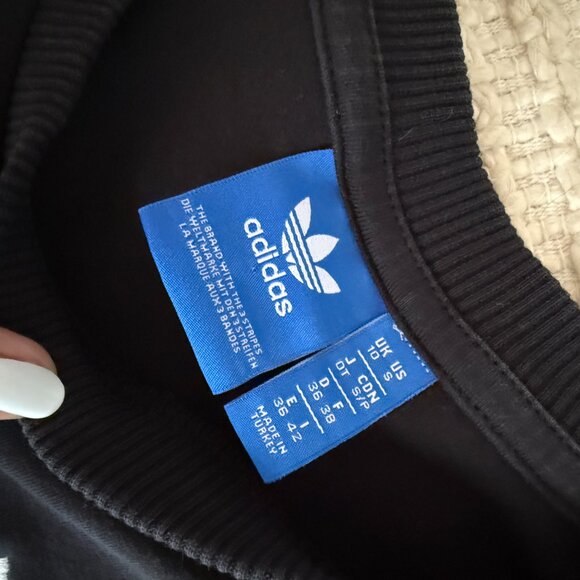 adidas
THE BRAND WITH THE 3 STRIPES
DIE WELTMARKE MIT DEN 3 STREIFEN
LA MARQUE AUX 3 BANDES
UK US
10 S
J CDN
OT S/P
D F
36 38
E I
36 42
MADE IN
TURKEY